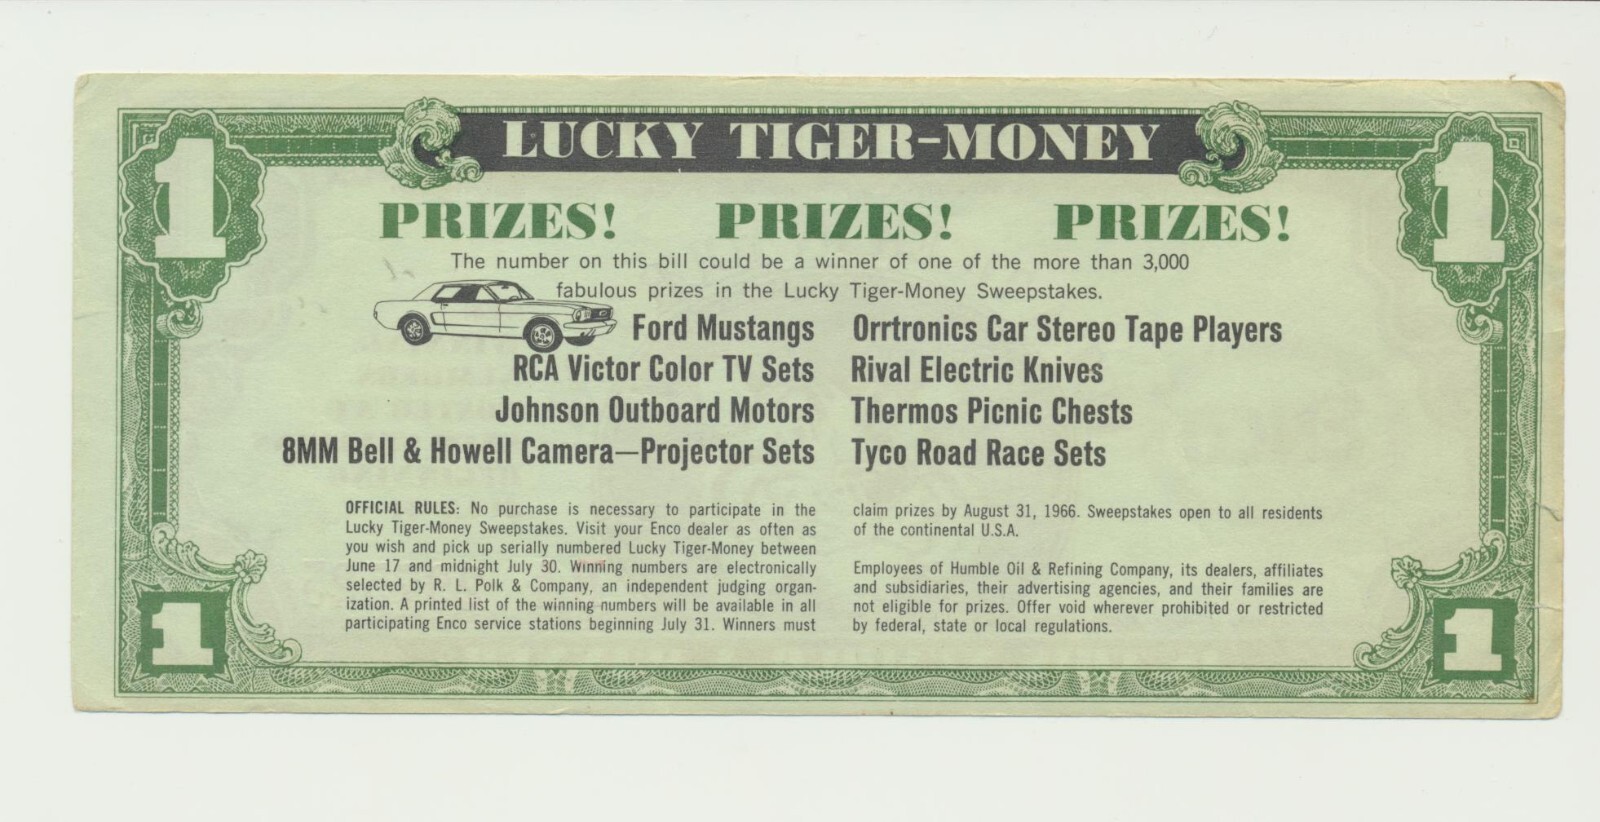 1 LUCKY TIGER-MONEY 1
PRIZES! PRIZES! PRIZES!
The number on this bill could be a winner of one of the more than 3,000
fabulous prizes in the Lucky Tiger-Money Sweepstakes.
Ford Mustangs
RCA Victor Color TV Sets
Johnson Outboard Motors
8MM Bell & Howell Camera—Projector Sets
Orrtronics Car Stereo Tape Players
Rival Electric Knives
Thermos Picnic Chests
Tyco Road Race Sets
OFFICIAL RULES: No purchase is necessary to participate in the
Lucky Tiger-Money Sweepstakes. Visit your Enco dealer as often as
you wish and pick up serially numbered Lucky Tiger-Money between
June 17 and midnight July 30. Winning numbers are electronically
selected by R. L. Polk & Company, an independent judging organ-
ization. A printed list of the winning numbers will be available in all
participating Enco service stations beginning July 31. Winners must
claim prizes by August 31, 1966. Sweepstakes open to all residents
of the continental U.S.A.
Employees of Humble Oil & Refining Company, its dealers, affiliates
and subsidiaries, their advertising agencies, and their families are
not eligible for prizes. Offer void wherever prohibited or restricted
by federal, state or local regulations.
1 1